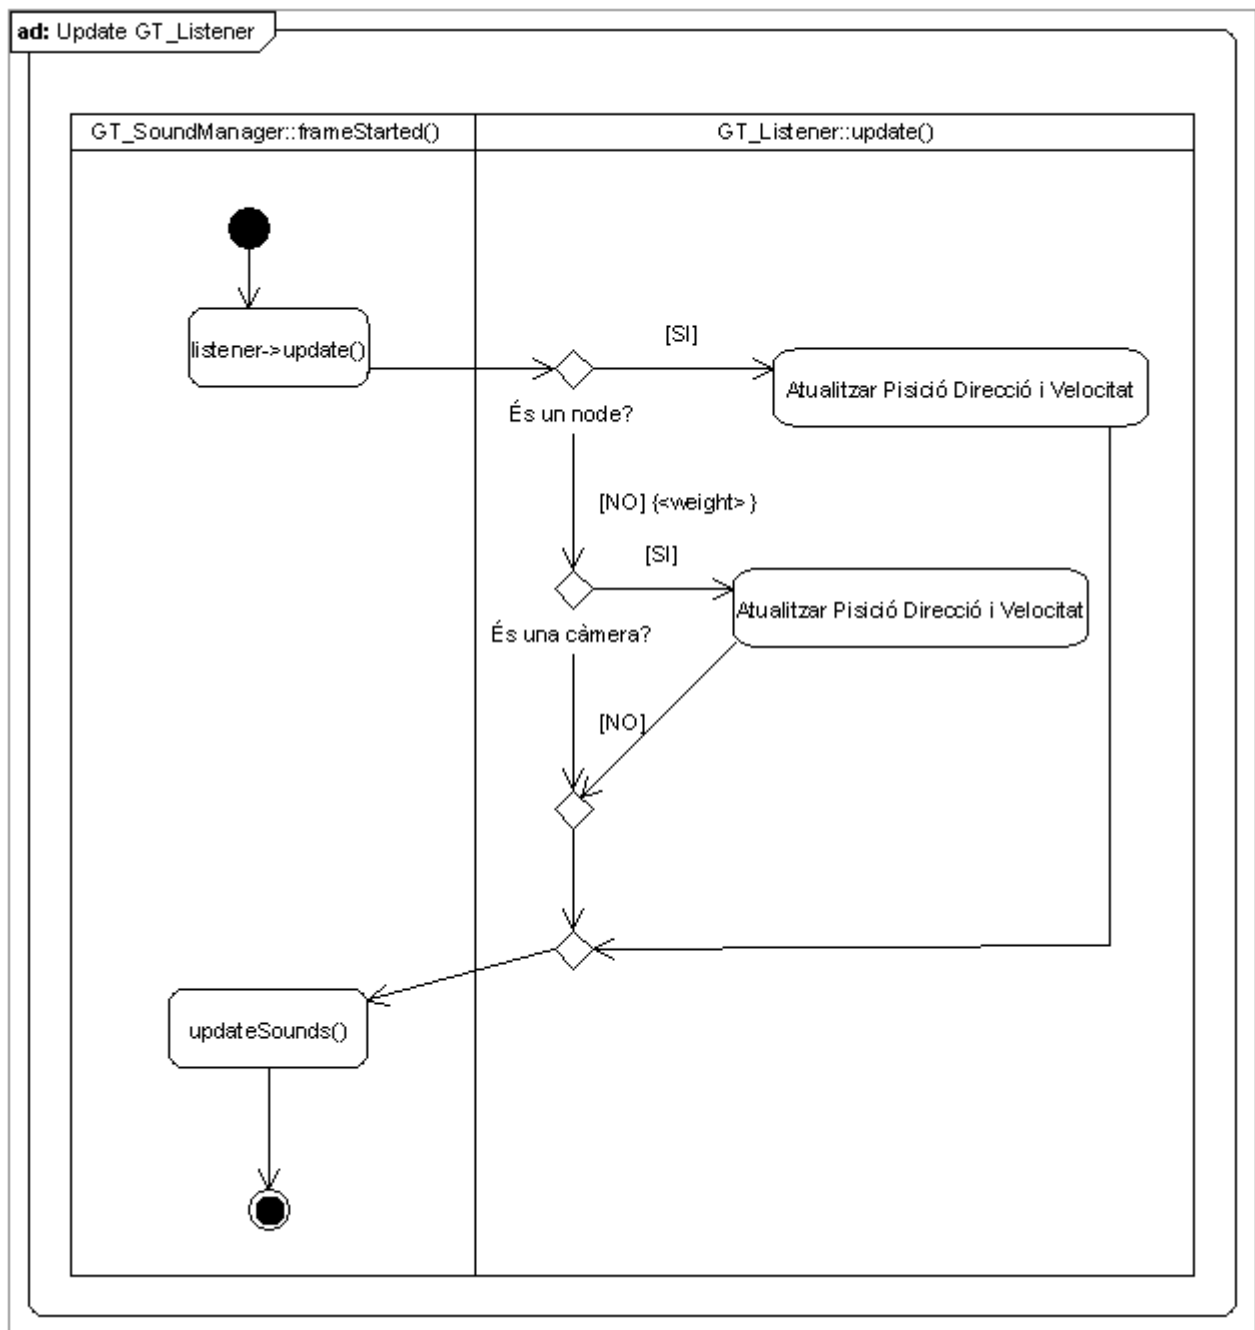 ad: Update GT_Listener
GT_SoundManager::frameStarted()
GT_Listener::update()
listener->update()
[SI]
Atualitzar Pisició Direcció i Velocitat
És un node?
[NO] {<weight> }
[SI]
Atualitzar Pisició Direcció i Velocitat
És una càmera?
[NO]
updateSounds()